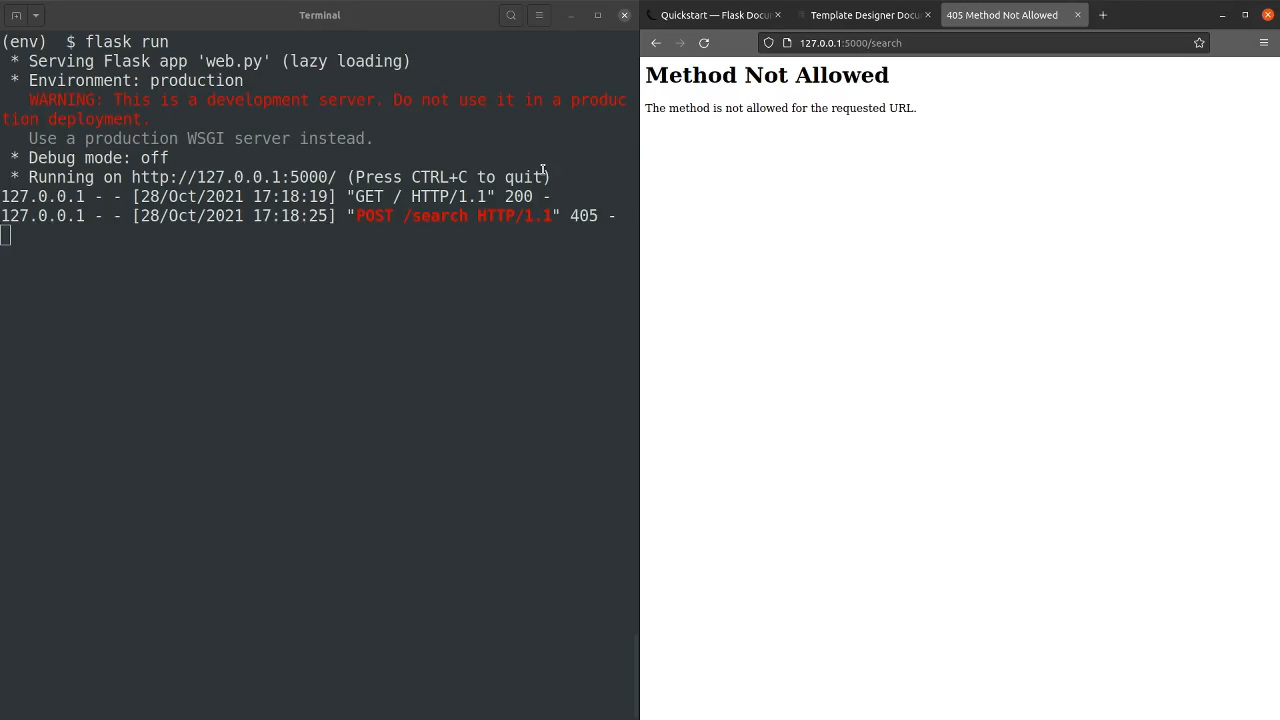 Terminal
(env)  $ flask run
 * Serving Flask app 'web.py' (lazy loading)
 * Environment: production
   WARNING: This is a development server. Do not use it in a produc
tion deployment.
   Use a production WSGI server instead.
 * Debug mode: off
 * Running on http://127.0.0.1:5000/ (Press CTRL+C to quit)
127.0.0.1 - - [28/Oct/2021 17:18:19] "GET / HTTP/1.1" 200 -
127.0.0.1 - - [28/Oct/2021 17:18:25] "POST /search HTTP/1.1" 405 -
Quickstart — Flask Docu
Template Designer Docu
405 Method Not Allowed
127.0.0.1:5000/search
Method Not Allowed
The method is not allowed for the requested URL.